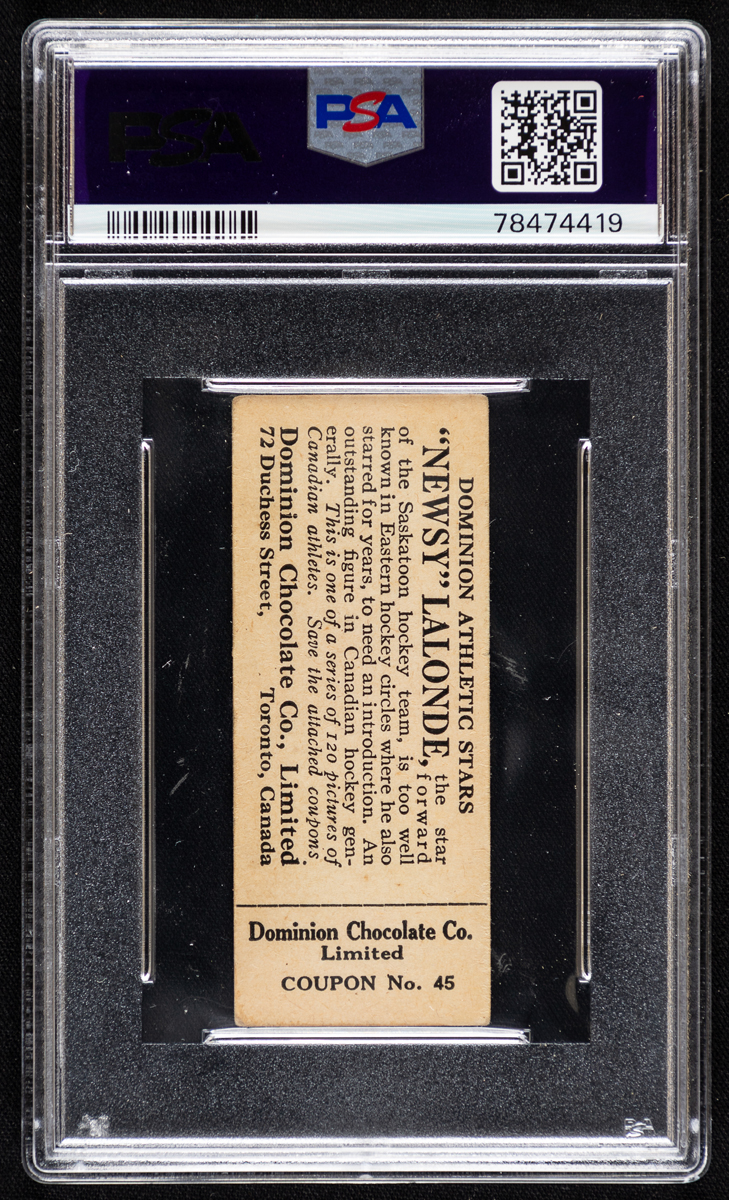 PSA
PSA
78474419
DOMINION ATHLETIC STARS
"NEWSY" LALONDE, the star forward
of the Saskatoon hockey team, is too well
known in Eastern hockey circles where he also
starred for years, to need an introduction. An
outstanding figure in Canadian hockey gen-
erally. This is one of a series of 120 pictures of
Canadian athletes. Save the attached coupons.
Dominion Chocolate Co., Limited
72 Duchess Street, Toronto, Canada
Dominion Chocolate Co.
Limited
COUPON No. 45